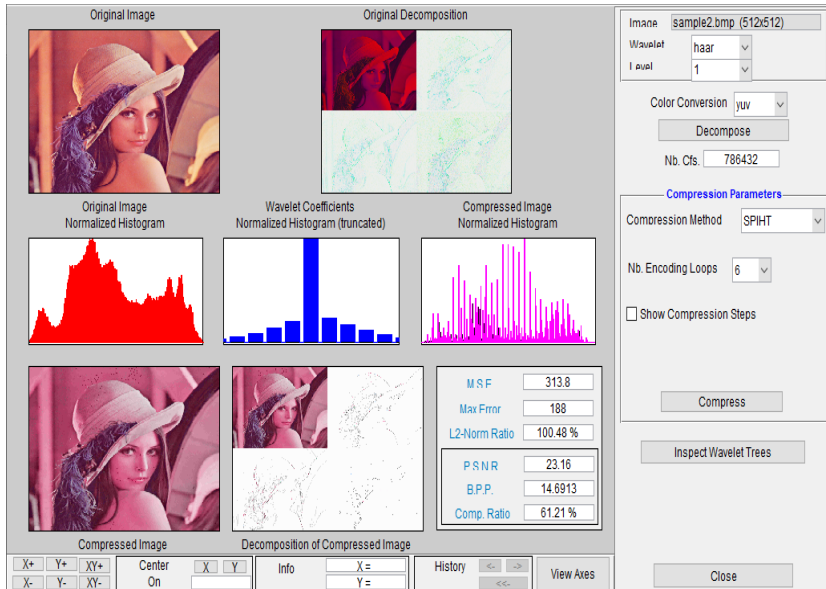 Original Image
Original Decomposition
Original Image
Normalized Histogram
Wavelet Coefficients
Normalized Histogram (truncated)
Compressed Image
Normalized Histogram
M.S.E.
313.8
Max Error
188
L2-Norm Ratio
100.48 %
P.S.N.R.
23.16
B.P.P.
14.6913
Comp. Ratio
61.21 %
Compressed Image
Decomposition of Compressed Image
X+
Y+
XY+
X-
Y-
XY-
Center
On
X
Y
Info
X =
Y =
History
<-
->
<<-
View Axes
Image
sample2.bmp (512x512)
Wavelet
haar
Level
1
Color Conversion
yuv
Decompose
Nb. Cfs.
786432
Compression Parameters
Compression Method
SPIHT
Nb. Encoding Loops
6
Show Compression Steps
Compress
Inspect Wavelet Trees
Close